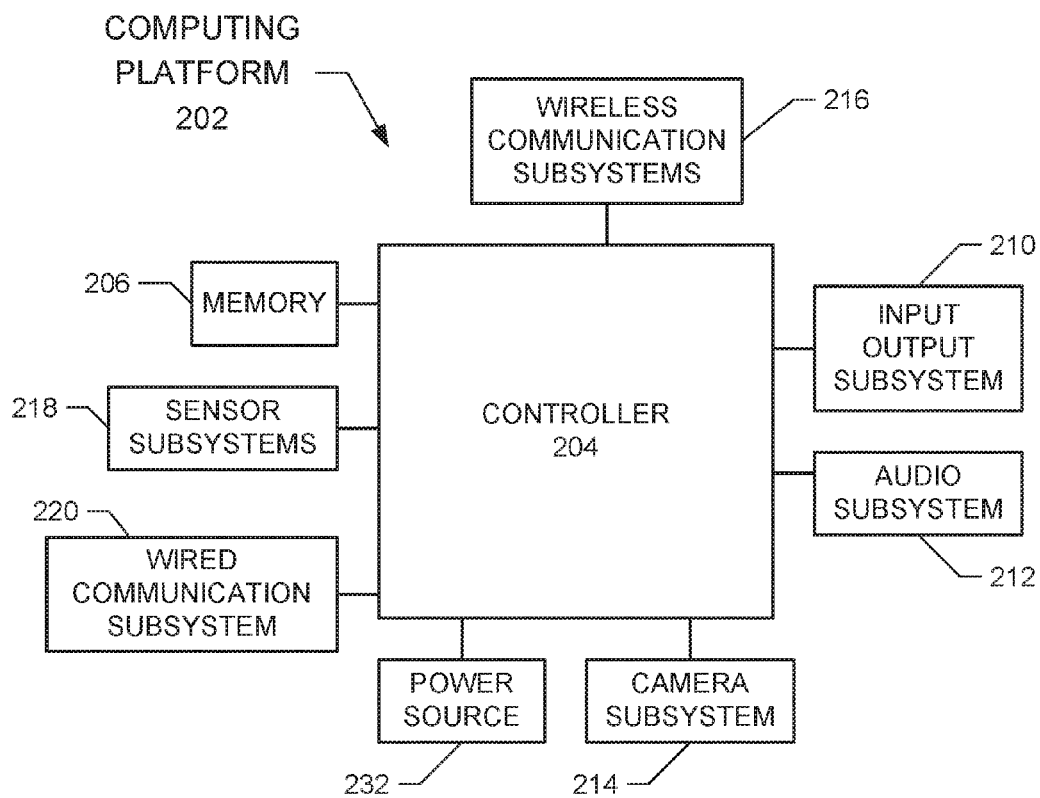 COMPUTING
PLATFORM
202
WIRELESS
COMMUNICATION
SUBSYSTEMS
216
206
MEMORY
210
INPUT
OUTPUT
SUBSYSTEM
218
SENSOR
SUBSYSTEMS
CONTROLLER
204
AUDIO
SUBSYSTEM
212
220
WIRED
COMMUNICATION
SUBSYSTEM
POWER
SOURCE
232
CAMERA
SUBSYSTEM
214